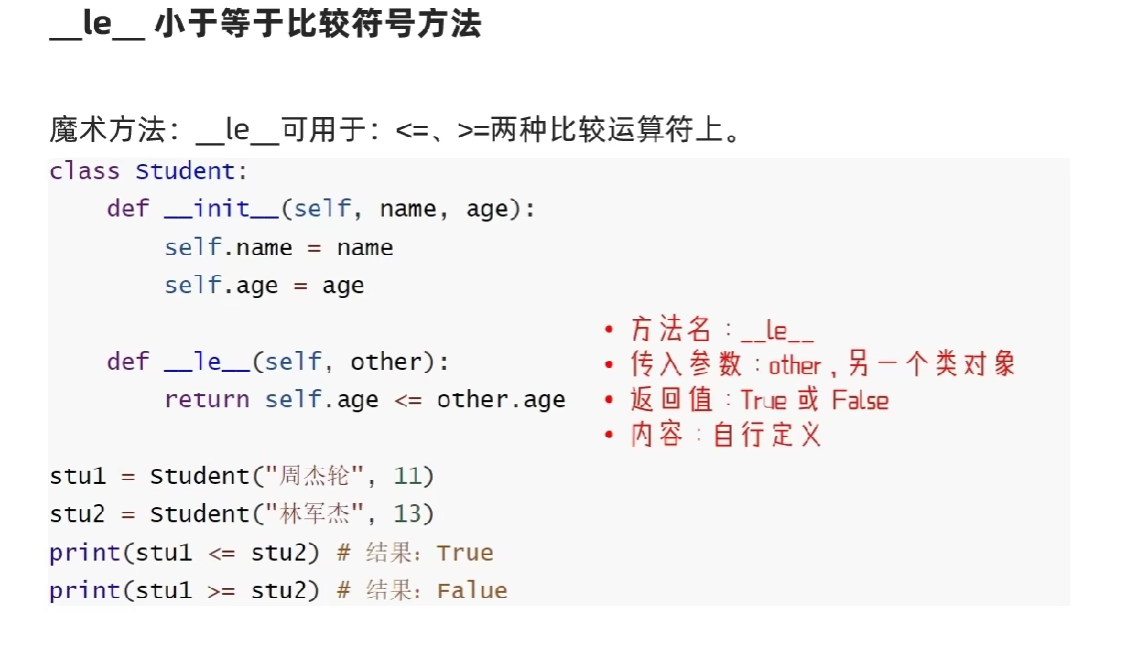 __le__ 小于等于比较符号方法
魔术方法：__le__可用于：<=、>=两种比较运算符上。
class Student:
    def __init__(self, name, age):
        self.name = name
        self.age = age
    def __le__(self, other):
        return self.age <= other.age
• 方法名：__le__
• 传入参数：other，另一个类对象
• 返回值：True 或 False
• 内容：自行定义
stu1 = Student("周杰轮", 11)
stu2 = Student("林军杰", 13)
print(stu1 <= stu2) # 结果：True
print(stu1 >= stu2) # 结果：Falue